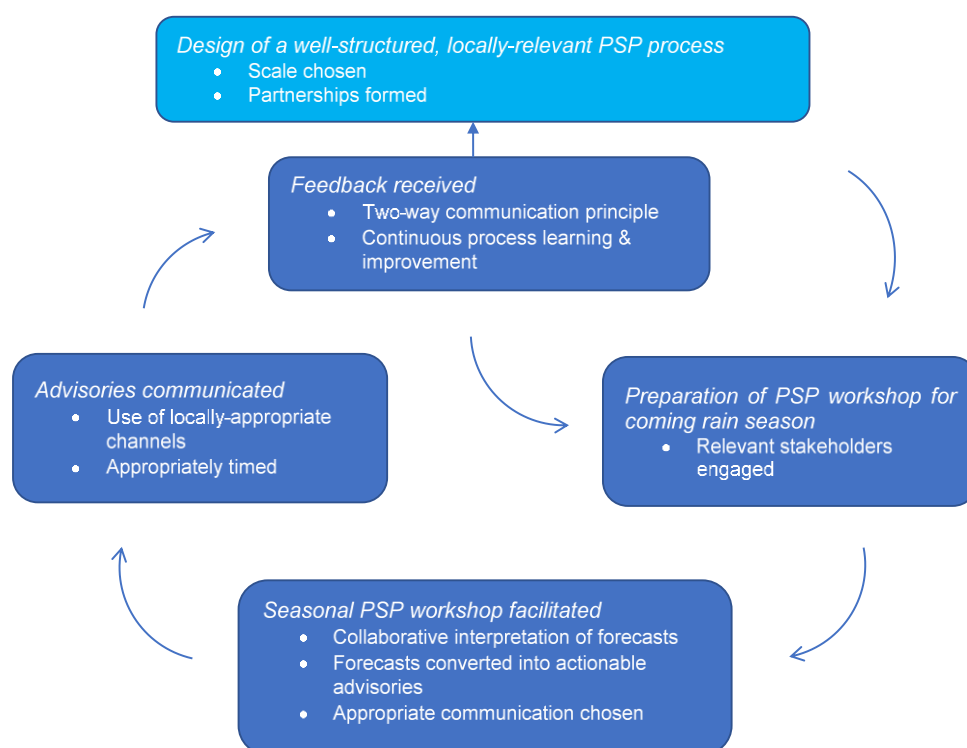 Design of a well-structured, locally-relevant PSP process
• Scale chosen
• Partnerships formed
Feedback received
• Two-way communication principle
• Continuous process learning &
improvement
Advisories communicated
• Use of locally-appropriate
channels
• Appropriately timed
Preparation of PSP workshop for
coming rain season
• Relevant stakeholders
engaged
Seasonal PSP workshop facilitated
• Collaborative interpretation of forecasts
• Forecasts converted into actionable
advisories
• Appropriate communication chosen